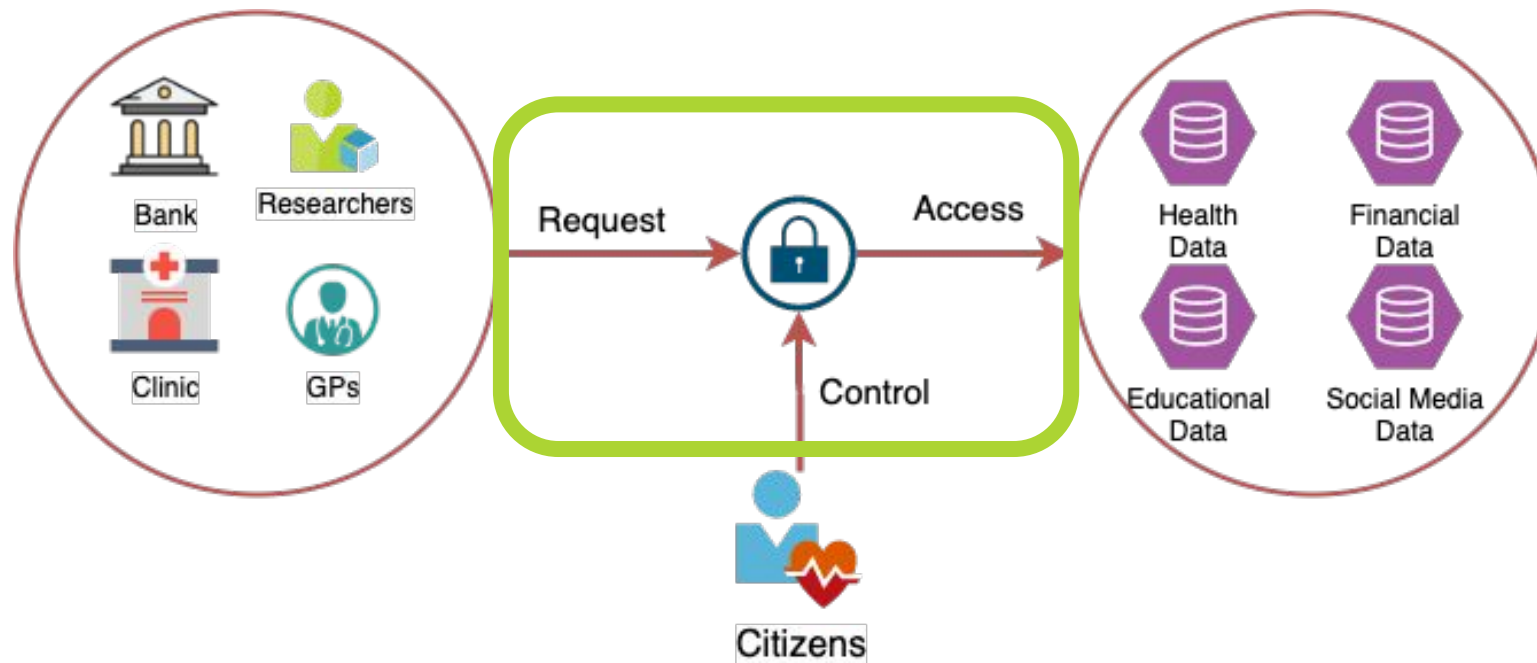 Bank
Researchers
Clinic
GPs
Request
Access
Control
Citizens
Health
Data
Financial
Data
Educational
Data
Social Media
Data